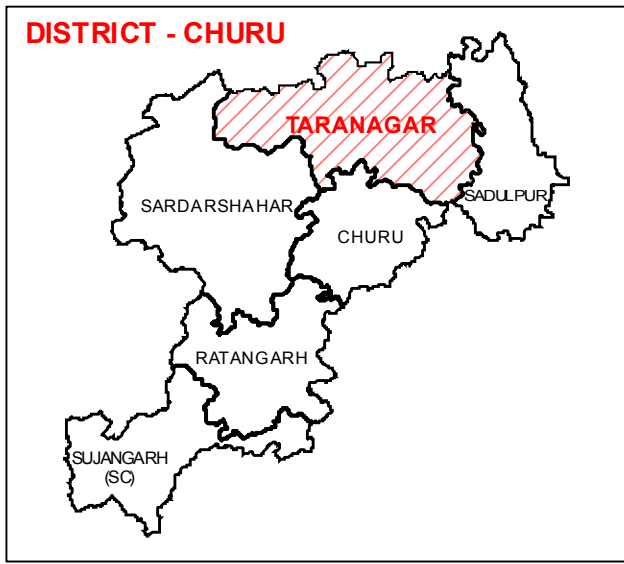 DISTRICT - CHURU
TARANAGAR
SADULPUR
SARDARSHAHAR
CHURU
RATANGARH
SUJANGARH
(SC)